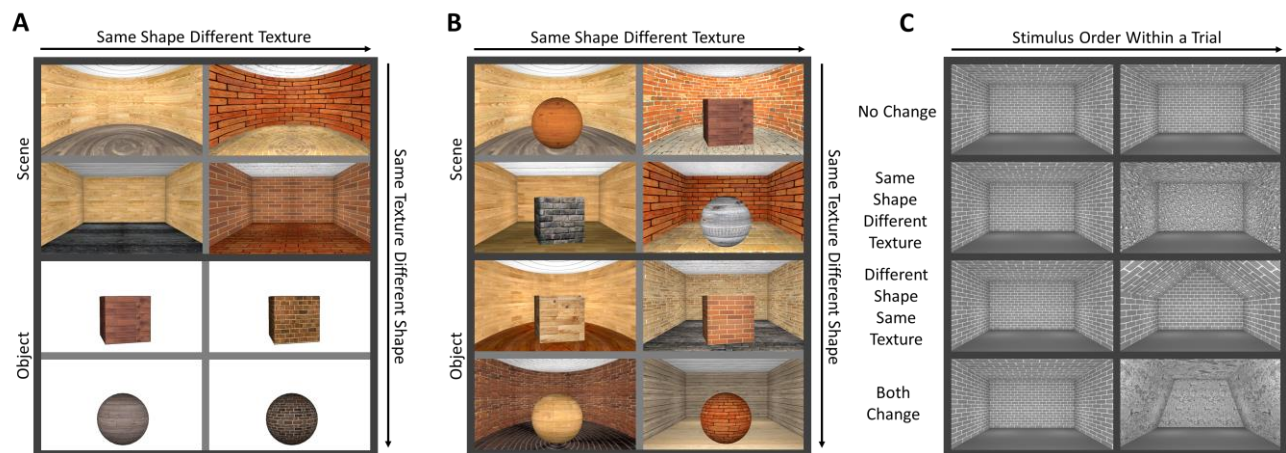 A
Same Shape Different Texture
Scene
Object
Same Texture Different Shape
B
Same Shape Different Texture
Scene
Object
Same Texture Different Shape
C
Stimulus Order Within a Trial
No Change
Same
Shape
Different
Texture
Different
Shape
Same
Texture
Both
Change